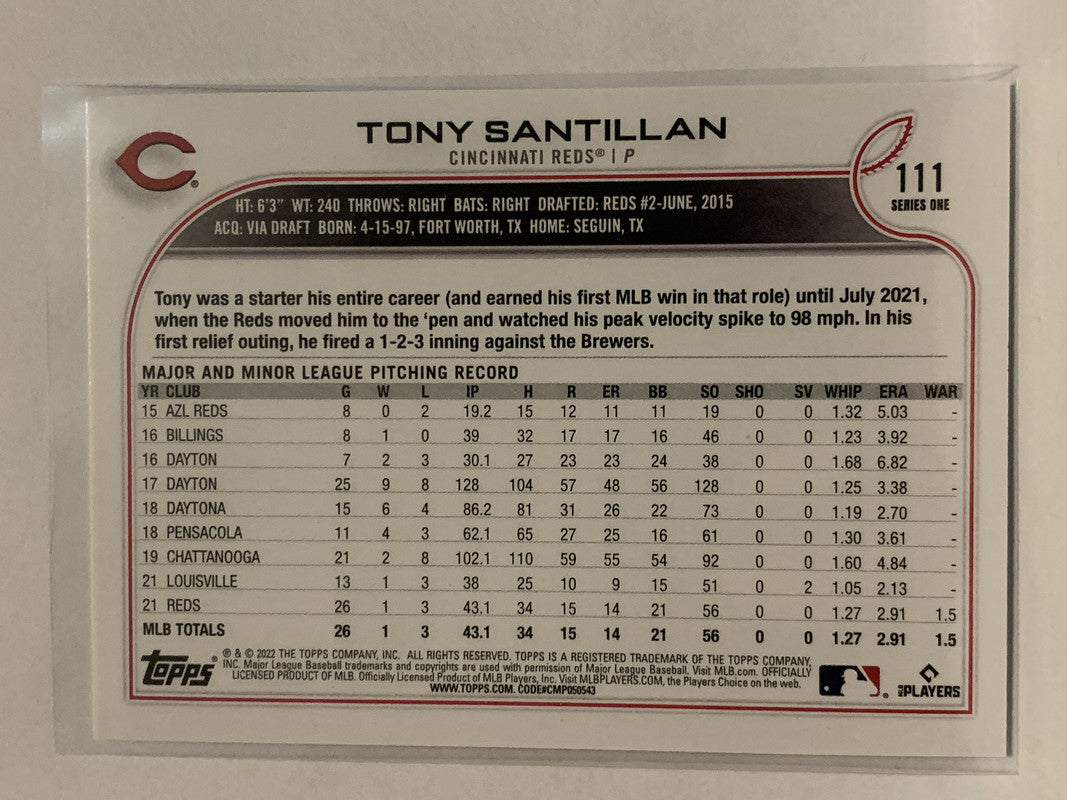 TONY SANTILLAN
CINCINNATI REDS® | P
111
SERIES ONE
HT: 6'3" WT: 240 THROWS: RIGHT BATS: RIGHT DRAFTED: REDS #2-JUNE, 2015
ACQ: VIA DRAFT BORN: 4-15-97, FORT WORTH, TX HOME: SEGUIN, TX
Tony was a starter his entire career (and earned his first MLB win in that role) until July 2021,
when the Reds moved him to the 'pen and watched his peak velocity spike to 98 mph. In his
first relief outing, he fired a 1-2-3 inning against the Brewers.
MAJOR AND MINOR LEAGUE PITCHING RECORD
YR CLUB G W L IP H R ER BB SO SHO SV WHIP ERA WAR
15 AZL REDS 8 0 2 19.2 15 12 11 11 19 0 0 1.32 5.03 -
16 BILLINGS 8 1 0 39 32 17 17 16 46 0 0 1.23 3.92 -
16 DAYTON 7 2 3 30.1 27 23 23 24 38 0 0 1.68 6.82 -
17 DAYTON 25 9 8 128 104 57 48 56 128 0 0 1.25 3.38 -
18 DAYTONA 15 6 4 86.2 81 31 26 22 73 0 0 1.19 2.70 -
18 PENSACOLA 11 4 3 62.1 65 27 25 16 61 0 0 1.30 3.61 -
19 CHATTANOOGA 21 2 8 102.1 110 59 55 54 92 0 0 1.60 4.84 -
21 LOUISVILLE 13 1 3 38 25 10 9 15 51 0 2 1.05 2.13 -
21 REDS 26 1 3 43.1 34 15 14 21 56 0 0 1.27 2.91 1.5
MLB TOTALS 26 1 3 43.1 34 15 14 21 56 0 0 1.27 2.91 1.5
topps
® & © 2022 THE TOPPS COMPANY, INC. ALL RIGHTS RESERVED. TOPPS IS A REGISTERED TRADEMARK OF THE TOPPS COMPANY,
INC. Major League Baseball trademarks and copyrights are used with permission of Major League Baseball. Visit MLB.com. OFFICIALLY
LICENSED PRODUCT OF MLB. Officially Licensed Product of MLB Players, Inc. Visit MLBPLAYERS.COM, the Players Choice on the web.
WWW.TOPPS.COM. CODE#CMP050543
MLB PLAYERS